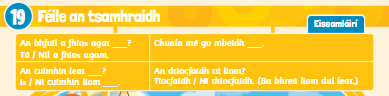 19 Féile an tsamhraidh
Eiseamláirí
An bhfuil a fhios agat ___?
Tá / Níl a fhios agam.
Chuala mé go mbeidh ___.
An cuimhin leat ___?
Is / Ní cuimhin liom ___.
An dtiocfaidh tú liom?
Tiocfaidh / Ní thiocfaidh. (Ba bhreá liom dul leat.)